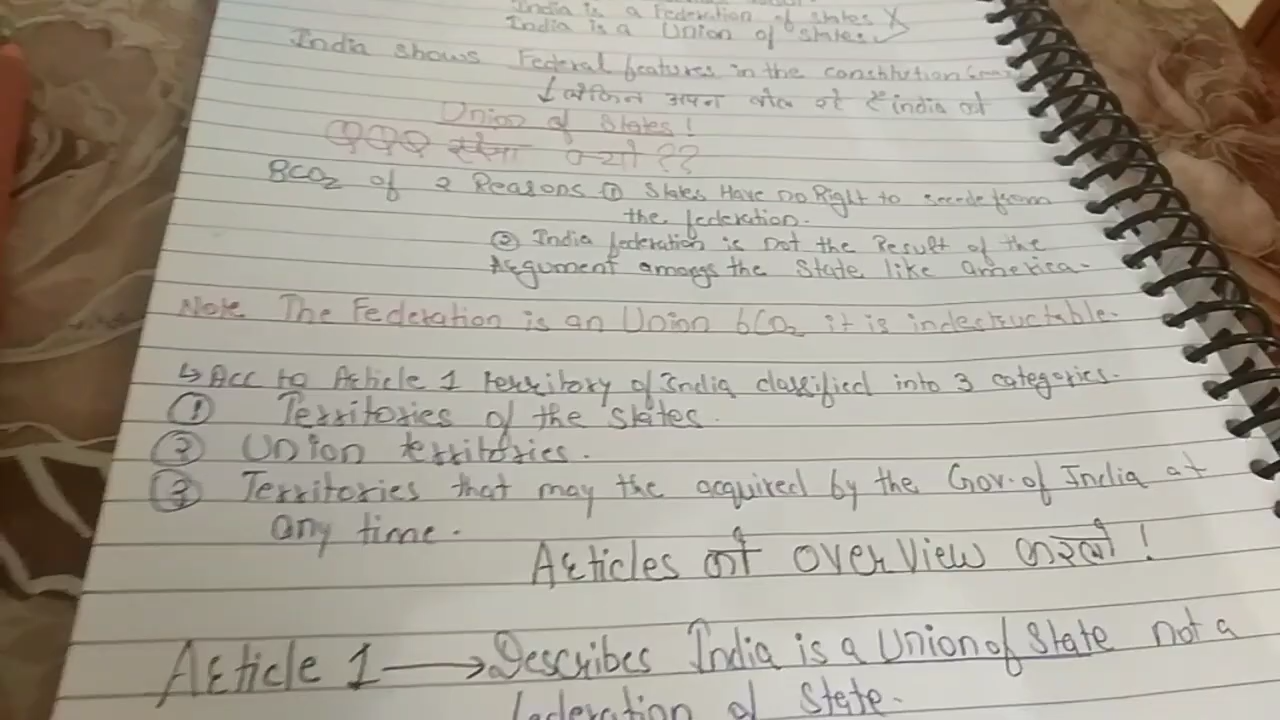 India is a Federation of states X
India is a Union of states ✓
India shows Federal features in the constitution
↓ लेकिन अपन बोल रहे है india को
Union of States!
ऐसा क्यों ??
BCO2 of 2 Reasons ① States Have no Right to secede from
the federation.
② India federation is not the Result of the
Argument amongs the State like america-
Note The Federation is an Union bCO2 it is indestructable.
↳ Acc to Article 1 territory of India classified into 3 categories.
① Territories of the states.
② Union territories.
③ Territories that may the acquired by the Gov. of India at
any time.
Articles का overview करलो !
Article 1 → Describes India is a Union of State not a
federation of state.